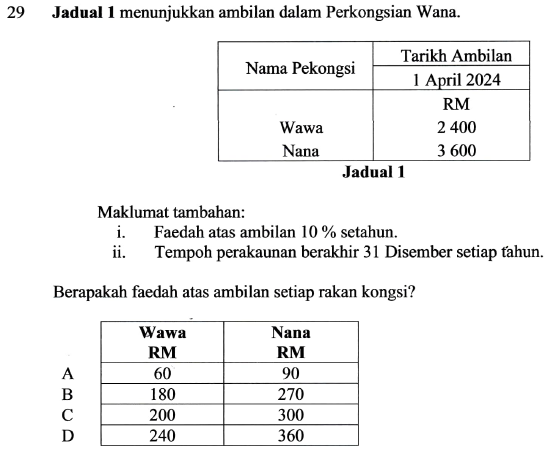 29 Jadual 1 menunjukkan ambilan dalam Perkongsian Wana.
Nama Pekongsi Tarikh Ambilan
1 April 2024
RM
Wawa 2 400
Nana 3 600
Jadual 1
Maklumat tambahan:
i. Faedah atas ambilan 10 % setahun.
ii. Tempoh perakaunan berakhir 31 Disember setiap tahun.
Berapakah faedah atas ambilan setiap rakan kongsi?
Wawa Nana
RM RM
A 60 90
B 180 270
C 200 300
D 240 360